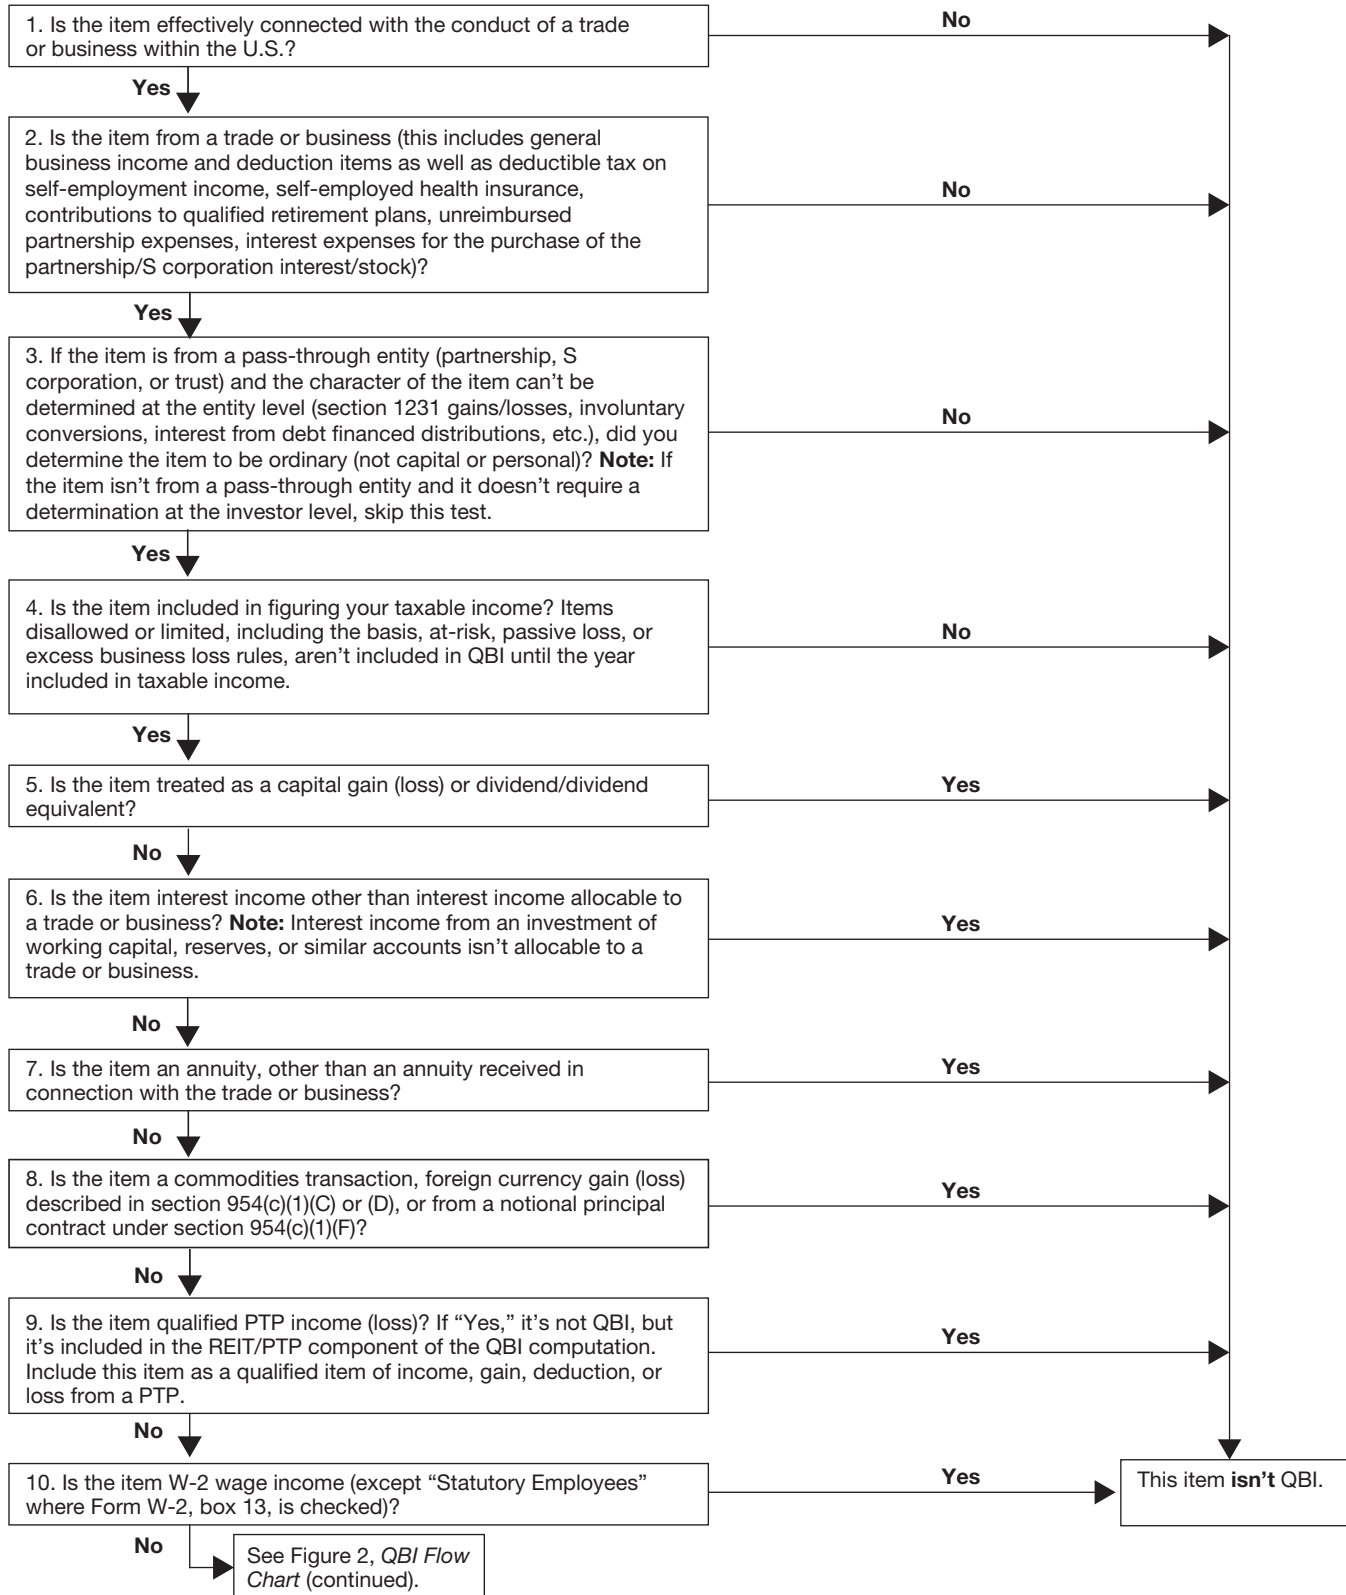 1. Is the item effectively connected with the conduct of a trade
or business within the U.S.?
No
Yes
2. Is the item from a trade or business (this includes general
business income and deduction items as well as deductible tax on
self-employment income, self-employed health insurance,
contributions to qualified retirement plans, unreimbursed
partnership expenses, interest expenses for the purchase of the
partnership/S corporation interest/stock)?
No
Yes
3. If the item is from a pass-through entity (partnership, S
corporation, or trust) and the character of the item can't be
determined at the entity level (section 1231 gains/losses, involuntary
conversions, interest from debt financed distributions, etc.), did you
determine the item to be ordinary (not capital or personal)? Note: If
the item isn't from a pass-through entity and it doesn't require a
determination at the investor level, skip this test.
No
Yes
4. Is the item included in figuring your taxable income? Items
disallowed or limited, including the basis, at-risk, passive loss, or
excess business loss rules, aren't included in QBI until the year
included in taxable income.
No
Yes
5. Is the item treated as a capital gain (loss) or dividend/dividend
equivalent?
Yes
No
6. Is the item interest income other than interest income allocable to
a trade or business? Note: Interest income from an investment of
working capital, reserves, or similar accounts isn't allocable to a
trade or business.
Yes
No
7. Is the item an annuity, other than an annuity received in
connection with the trade or business?
Yes
No
8. Is the item a commodities transaction, foreign currency gain (loss)
described in section 954(c)(1)(C) or (D), or from a notional principal
contract under section 954(c)(1)(F)?
Yes
No
9. Is the item qualified PTP income (loss)? If “Yes,” it's not QBI, but
it's included in the REIT/PTP component of the QBI computation.
Include this item as a qualified item of income, gain, deduction, or
loss from a PTP.
Yes
No
10. Is the item W-2 wage income (except “Statutory Employees”
where Form W-2, box 13, is checked)?
Yes
This item isn't QBI.
No
See Figure 2, QBI Flow
Chart (continued).